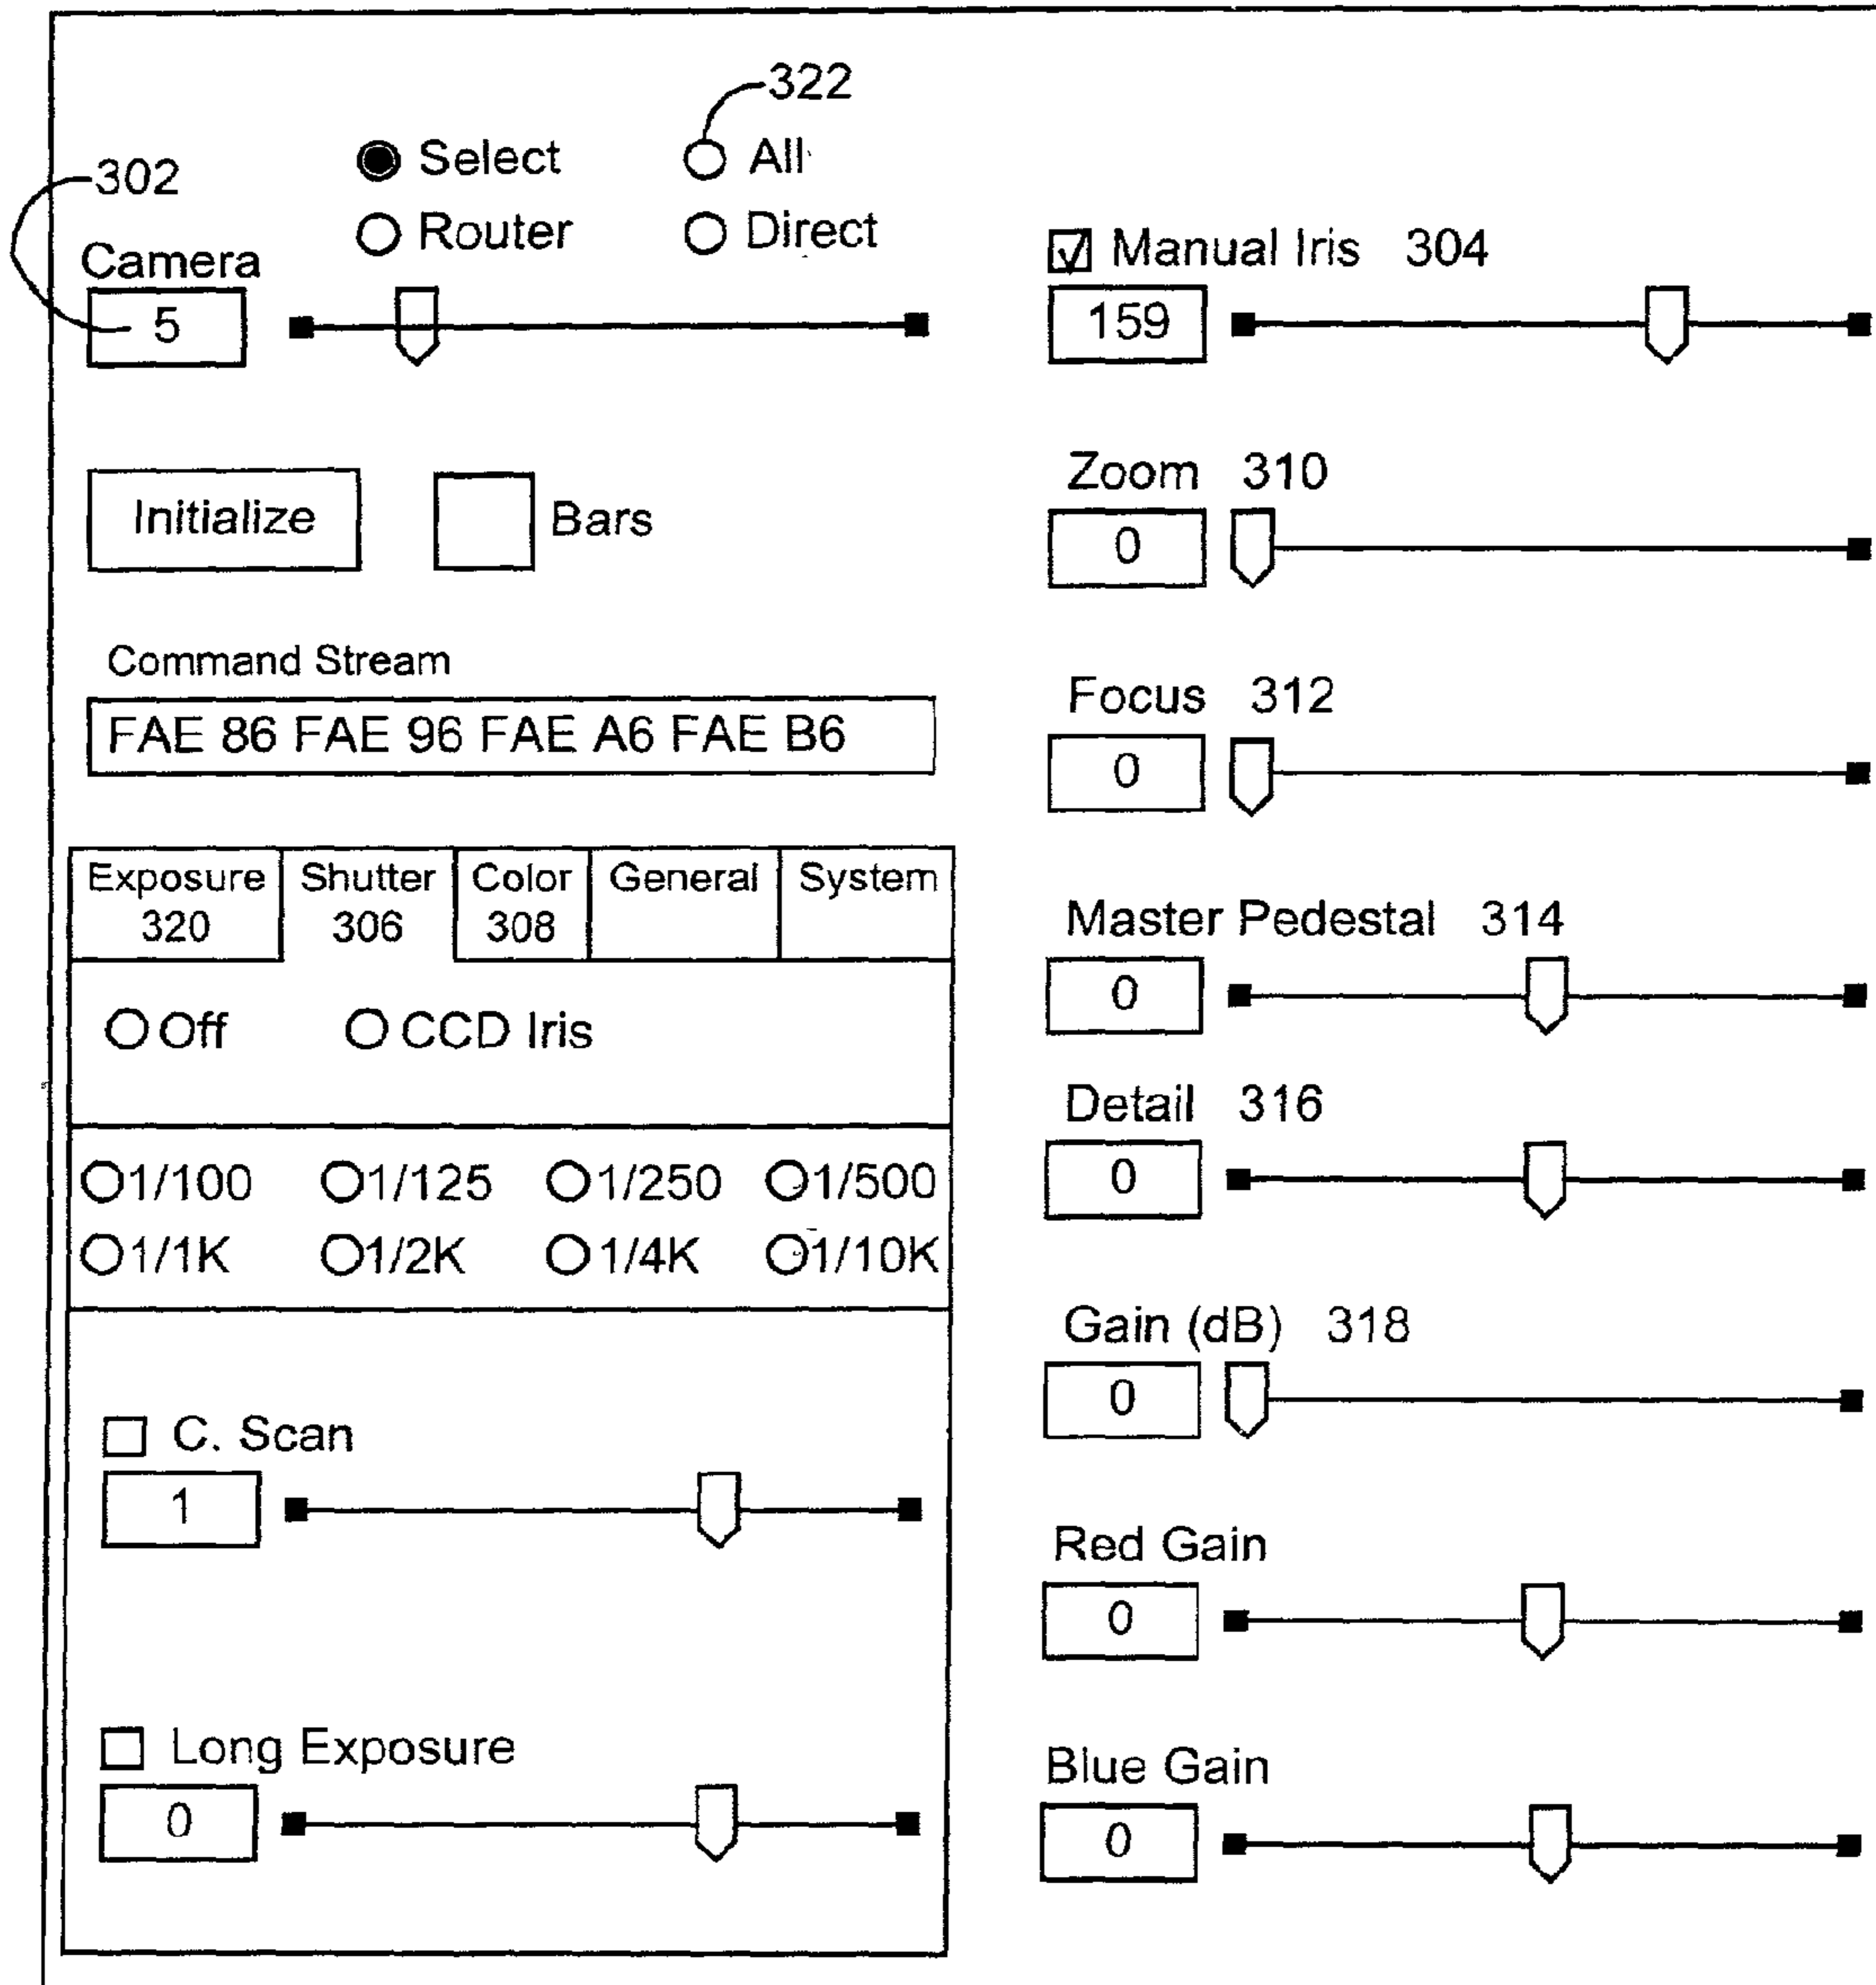 322
302
Select
All
Router
Direct
Camera
5
Manual Iris 304
159
Initialize
Bars
Zoom 310
0
Command Stream
FAE 86 FAE 96 FAE A6 FAE B6
Focus 312
0
Exposure Shutter Color General System
320 306 308
Off CCD Iris
1/100 1/125 1/250 1/500
1/1K 1/2K 1/4K 1/10K
C. Scan
1
Long Exposure
0
Master Pedestal 314
0
Detail 316
0
Gain (dB) 318
0
Red Gain
0
Blue Gain
0